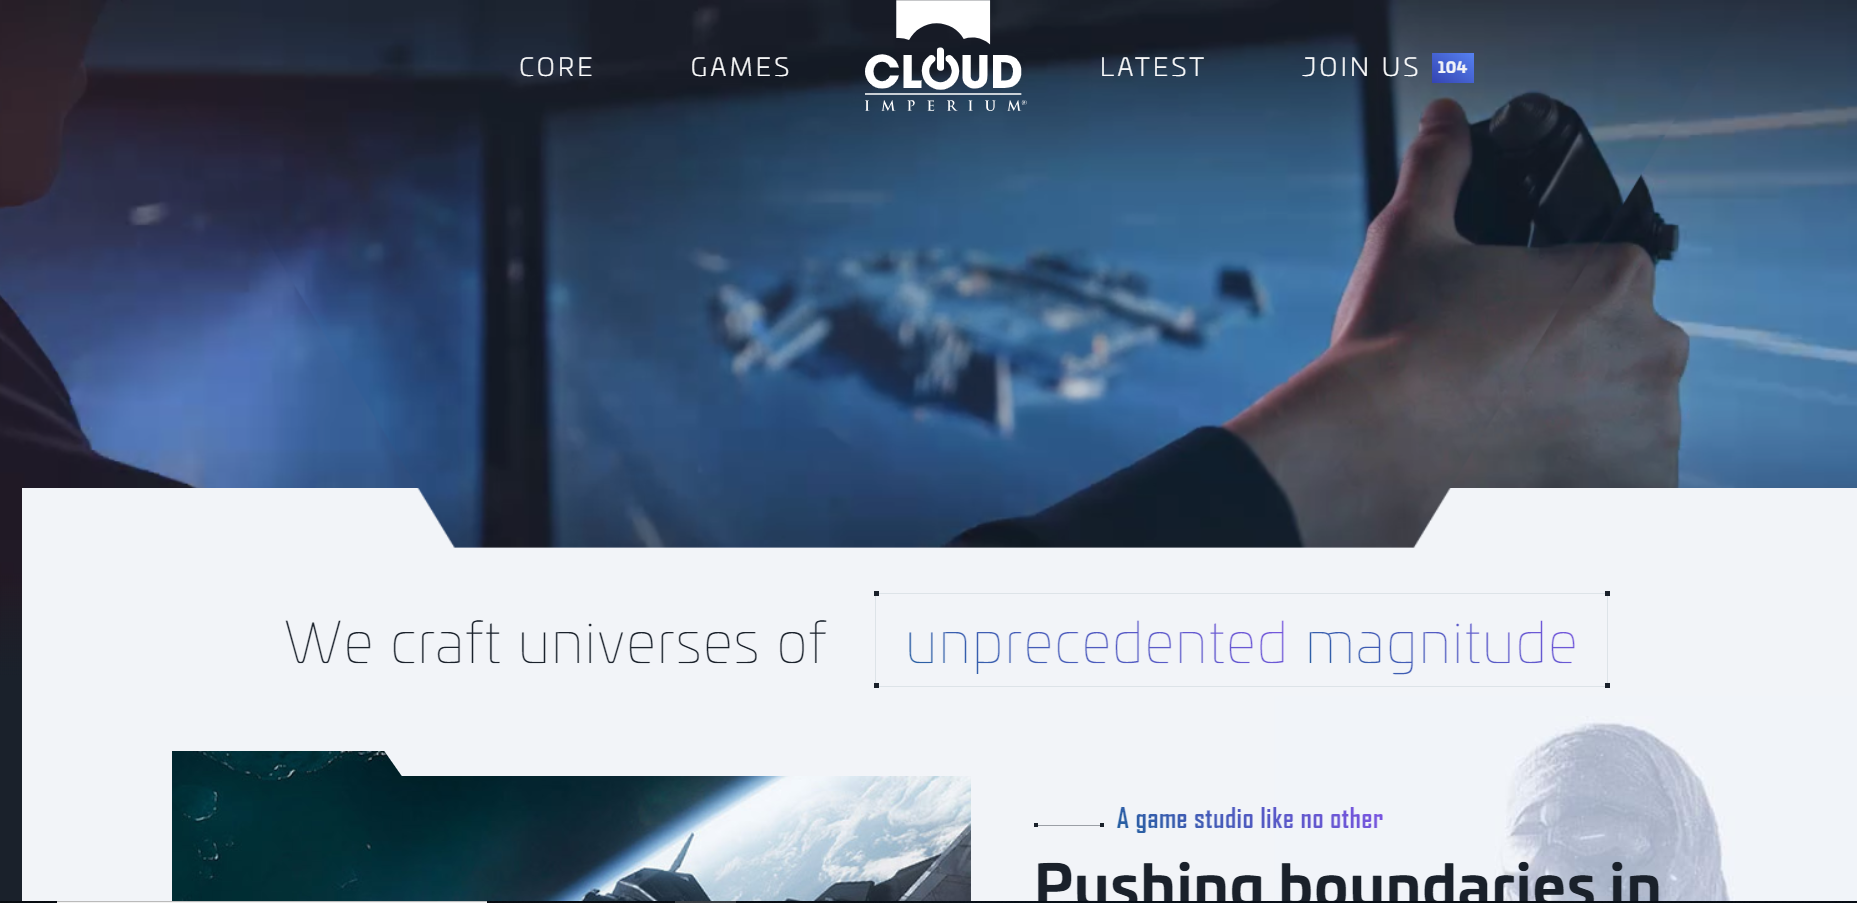 CORE GAMES CLOUD IMPERIUM® LATEST JOIN US 104
We craft universes of unprecedented magnitude
A game studio like no other
Pushing boundaries in